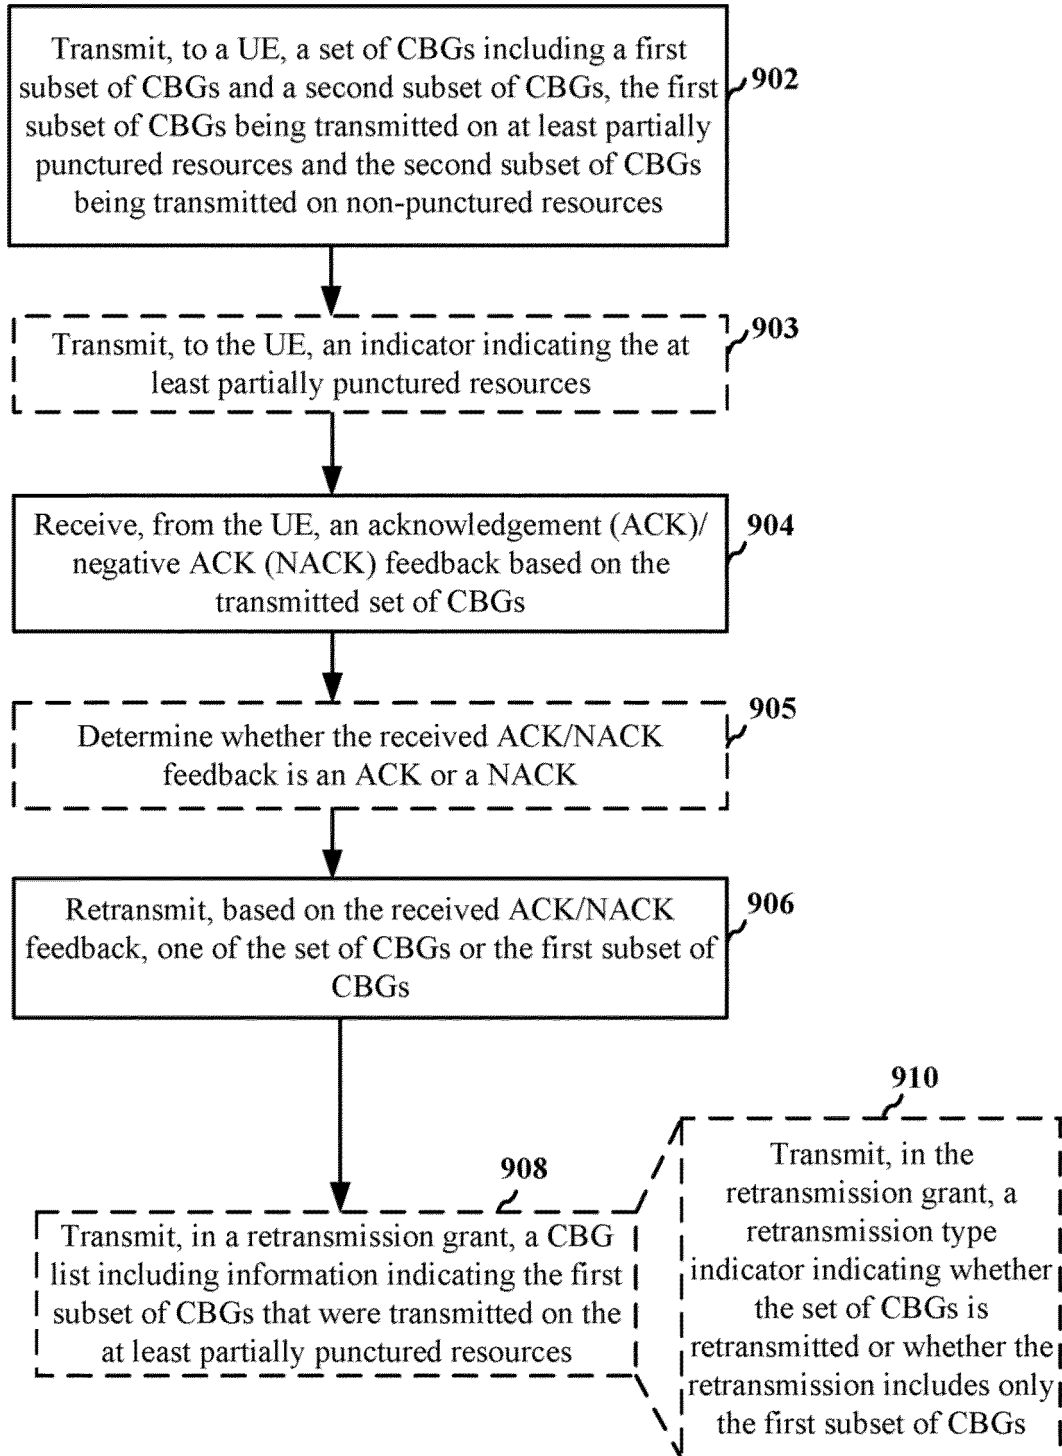 Transmit, to a UE, a set of CBGs including a first
subset of CBGs and a second subset of CBGs, the first
subset of CBGs being transmitted on at least partially
punctured resources and the second subset of CBGs
being transmitted on non-punctured resources
902
Transmit, to the UE, an indicator indicating the at
least partially punctured resources
903
Receive, from the UE, an acknowledgement (ACK)/
negative ACK (NACK) feedback based on the
transmitted set of CBGs
904
Determine whether the received ACK/NACK
feedback is an ACK or a NACK
905
Retransmit, based on the received ACK/NACK
feedback, one of the set of CBGs or the first subset of
CBGs
906
908
Transmit, in a retransmission grant, a CBG
list including information indicating the first
subset of CBGs that were transmitted on the
at least partially punctured resources
910
Transmit, in the
retransmission grant, a
retransmission type
indicator indicating whether
the set of CBGs is
retransmitted or whether the
retransmission includes only
the first subset of CBGs